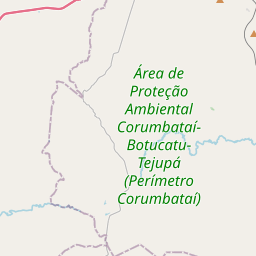 Área de
Proteção
Ambiental
Corumbataí-
Botucatu-
Tejupá
(Perímetro
Corumbataí)